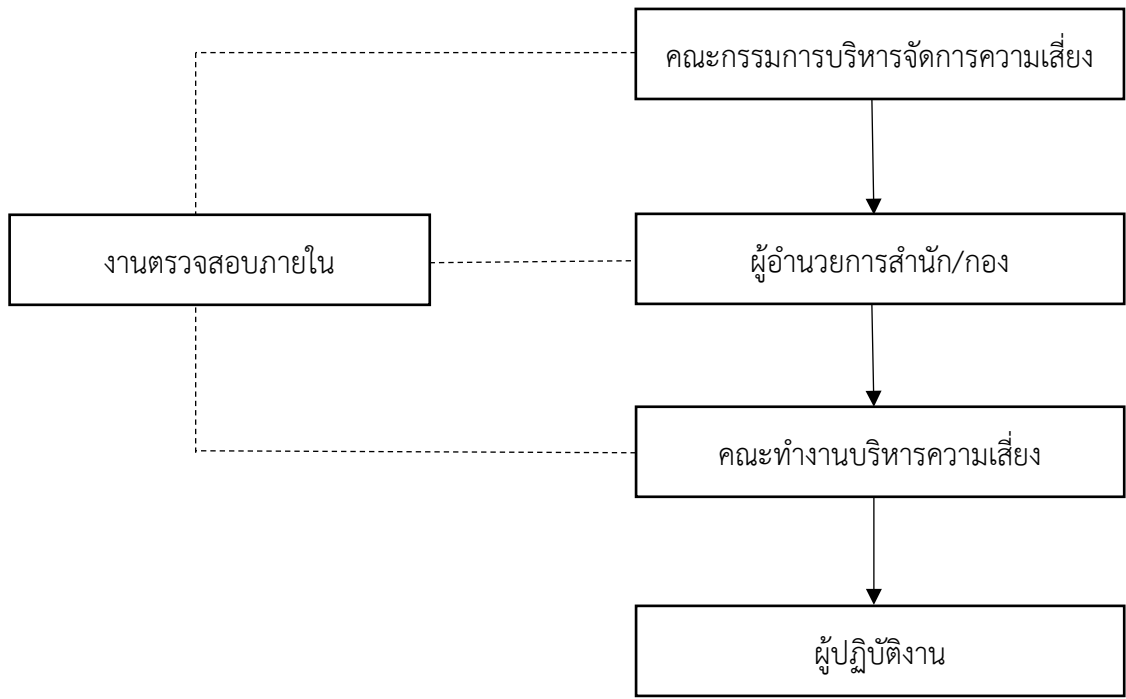 คณะกรรมการบริหารจัดการความเสี่ยง
งานตรวจสอบภายใน
ผู้อำนวยการสำนัก/กอง
คณะทำงานบริหารความเสี่ยง
ผู้ปฏิบัติงาน